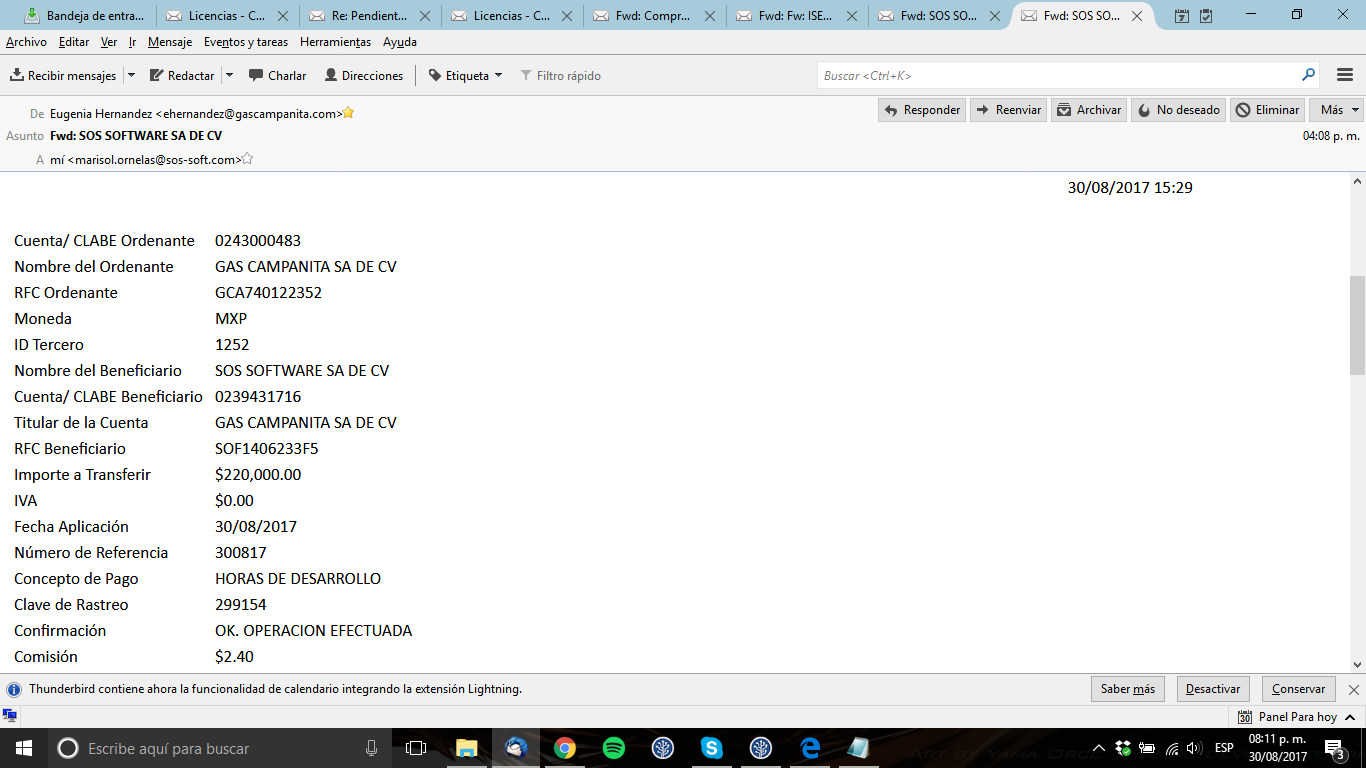 Bandeja de entra... Licencias - C... Re: Pendient... Licencias - C... Fwd: Compr... Fwd: Fw: ISE... Fwd: SOS SO... Fwd: SOS SO...
Archivo Editar Ver Ir Mensaje Eventos y tareas Herramientas Ayuda
Recibir mensajes Redactar Charlar Direcciones Etiqueta Filtro rápido Buscar <Ctrl+K>
De Eugenia Hernandez <ehernandez@gascampanita.com> Responder Reenviar Archivar No deseado Eliminar Más
Asunto Fwd: SOS SOFTWARE SA DE CV 04:08 p. m.
A mí <marisol.ornelas@sos-soft.com>
30/08/2017 15:29
Cuenta/ CLABE Ordenante 0243000483
Nombre del Ordenante GAS CAMPANITA SA DE CV
RFC Ordenante GCA740122352
Moneda MXP
ID Tercero 1252
Nombre del Beneficiario SOS SOFTWARE SA DE CV
Cuenta/ CLABE Beneficiario 0239431716
Titular de la Cuenta GAS CAMPANITA SA DE CV
RFC Beneficiario SOF1406233F5
Importe a Transferir $220,000.00
IVA $0.00
Fecha Aplicación 30/08/2017
Número de Referencia 300817
Concepto de Pago HORAS DE DESARROLLO
Clave de Rastreo 299154
Confirmación OK. OPERACION EFECTUADA
Comisión $2.40
Thunderbird contiene ahora la funcionalidad de calendario integrando la extensión Lightning. Saber más Desactivar Conservar
30 Panel Para hoy
Escribe aquí para buscar ESP 08:11 p. m.
30/08/2017 3